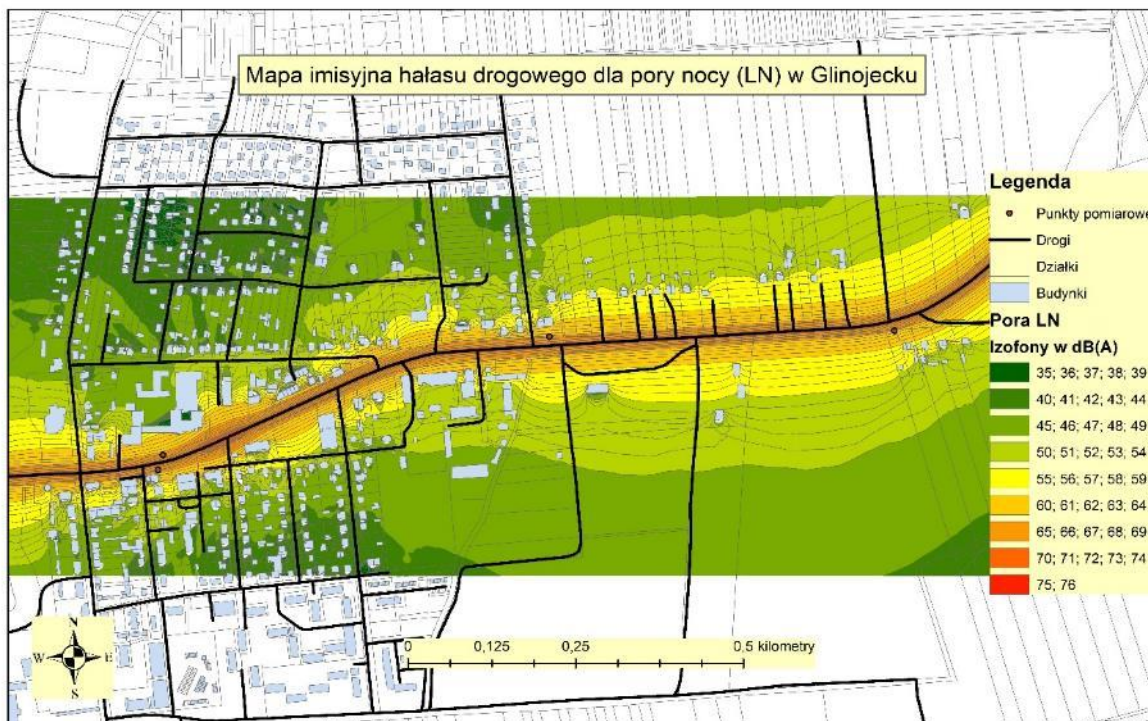 Mapa imisyjna hałasu drogowego dla pory nocy (LN) w Glinojecku
Legenda
Punkty pomiarowe
Drogi
Działki
Budynki
Pora LN
Izofony w dB(A)
35; 36; 37; 38; 39
40; 41; 42; 43; 44
45; 46; 47; 48; 49
50; 51; 52; 53; 54
55; 56; 57; 58; 59
60; 61; 62; 63; 64
65; 66; 67; 68; 69
70; 71; 72; 73; 74
75; 76
N
W E
S
0 0,125 0,25 0,5 kilometry